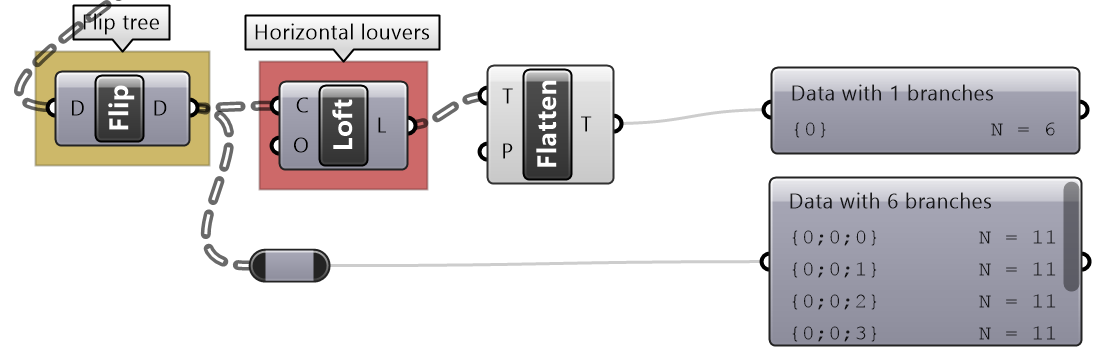 Flip tree
D Flip D
Horizontal louvers
C
O
Loft
L
T
P
Flatten
T
Data with 1 branches
{0} N = 6
Data with 6 branches
{0;0;0} N = 11
{0;0;1} N = 11
{0;0;2} N = 11
{0;0;3} N = 11